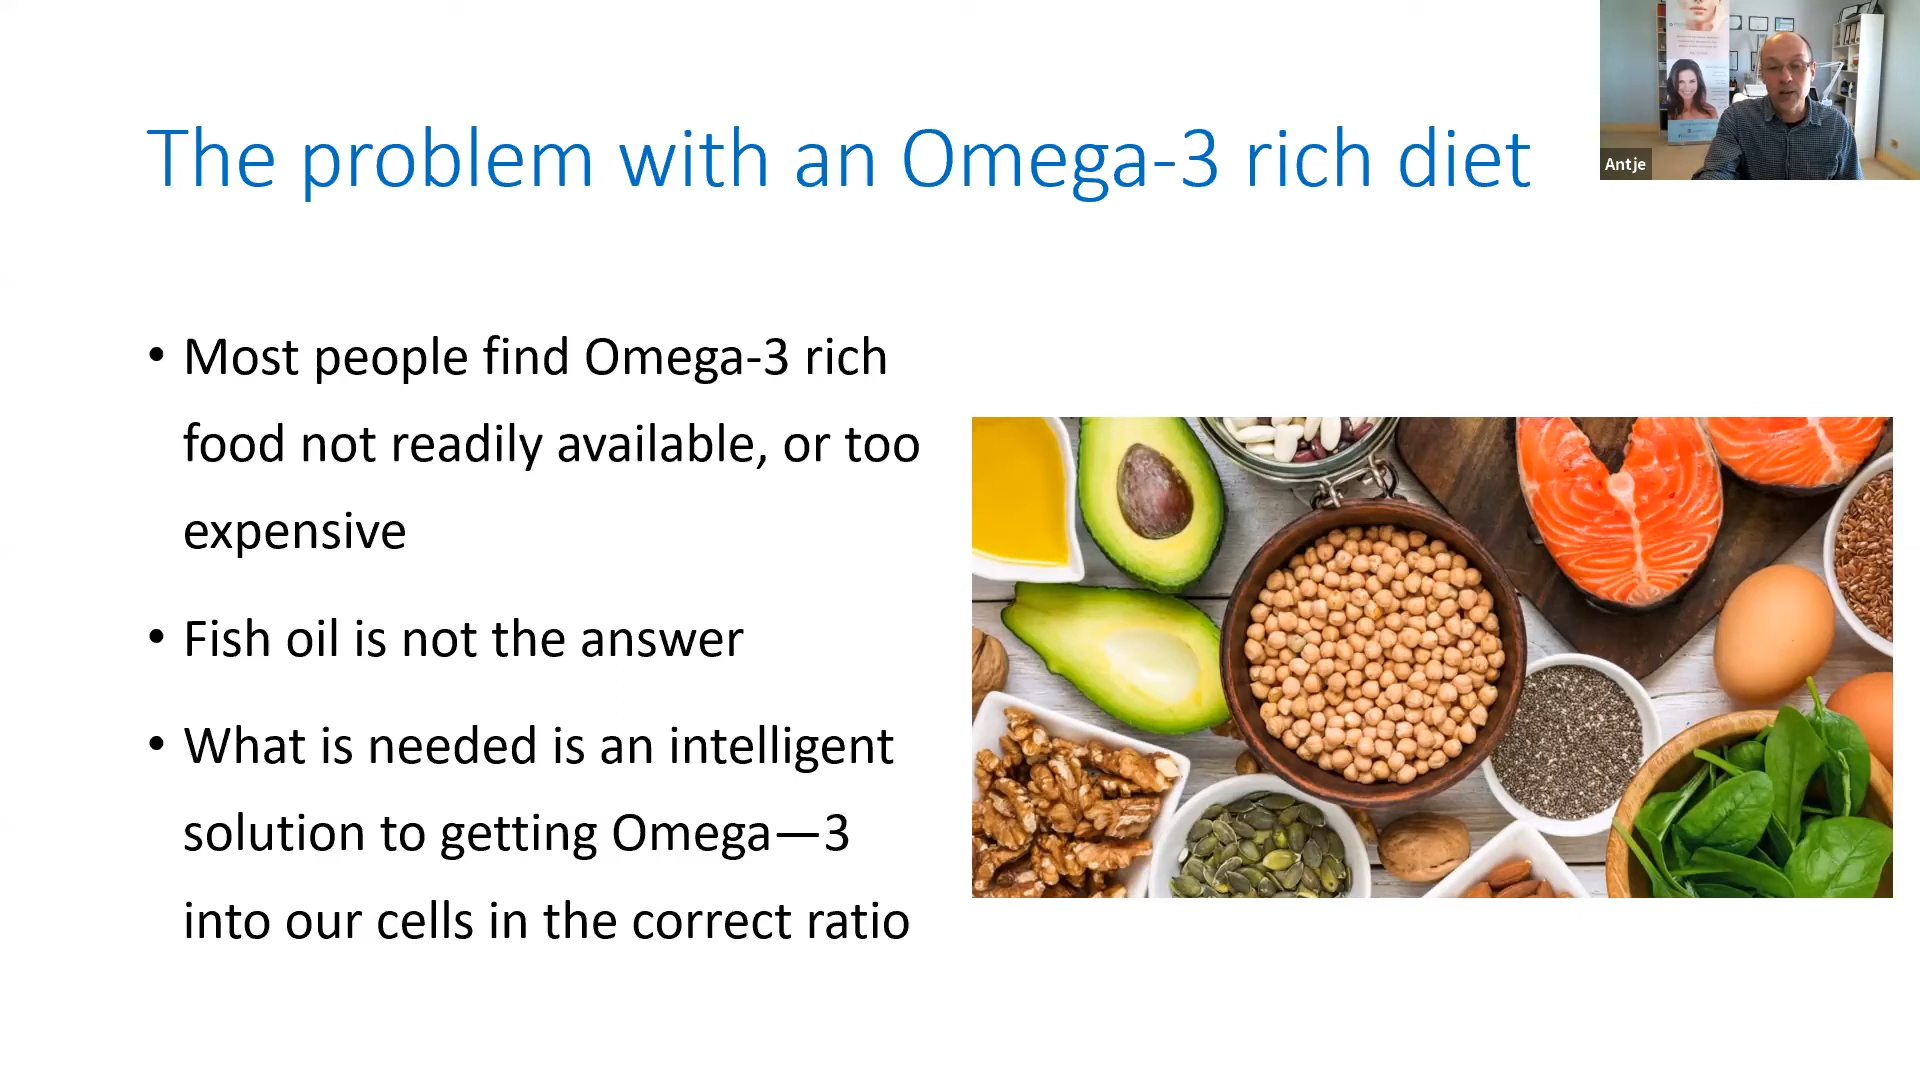 The problem with an Omega-3 rich diet
Antje
• Most people find Omega-3 rich
food not readily available, or too
expensive
• Fish oil is not the answer
• What is needed is an intelligent
solution to getting Omega—3
into our cells in the correct ratio